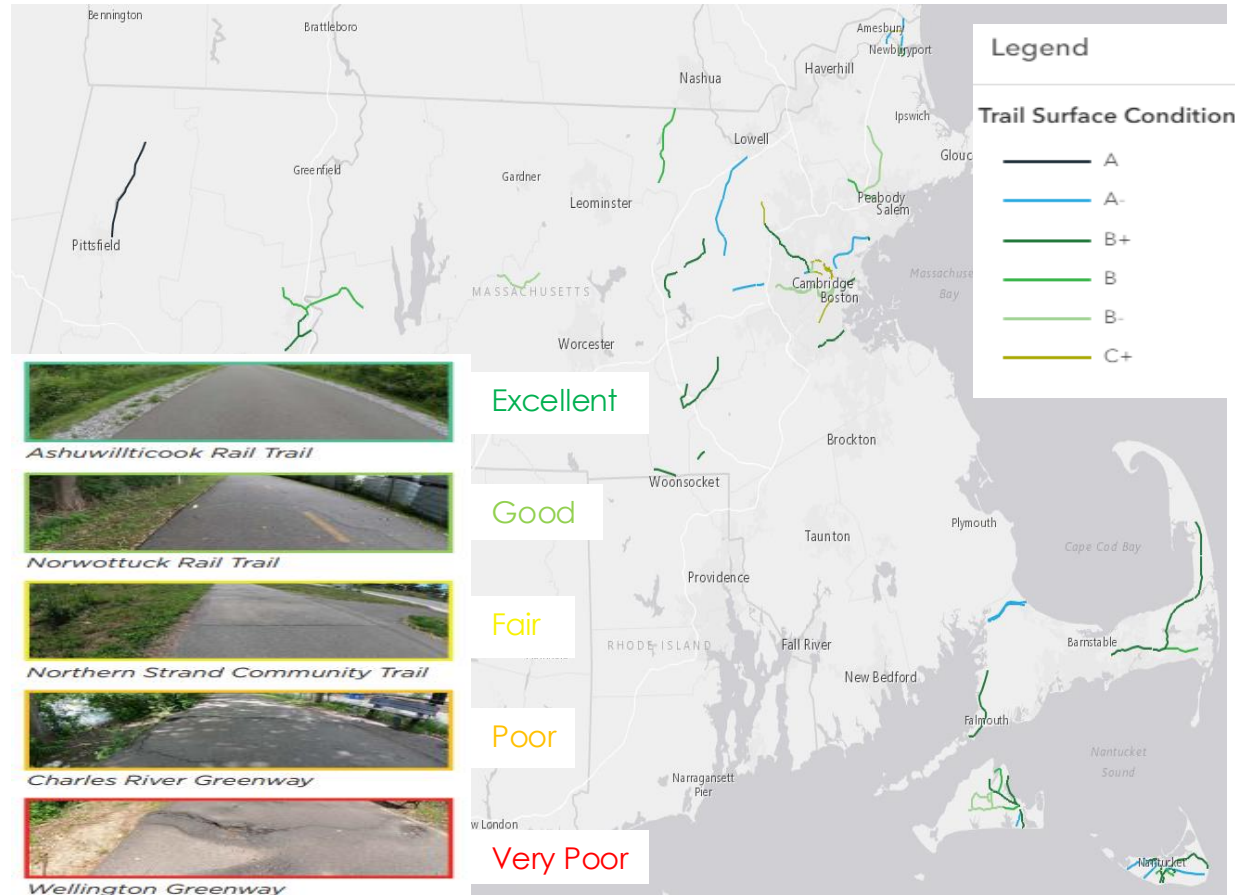 Bennington
Brattleboro
Amesbury
Newburyport
Haverhill
Nashua
Ipswich
Lowell
Greenfield
Gardner
Leominster
Glouc
Peabody
Salem
Pittsfield
MASSACHUSETTS
Cambridge
Boston
Massachuse
Bay
Worcester
Brockton
Woonsocket
Plymouth
Taunton
Cape Cod Bay
Providence
RHODE ISLAND
Fall River
Barnstable
New Bedford
Falmouth
Nantucket
Sound
Narragansett
Pier
w London
Nantucket
Legend
Trail Surface Condition
A
A-
B+
B
B-
C+
Excellent
Ashuwillticook Rail Trail
Good
Norwottuck Rail Trail
Fair
Northern Strand Community Trail
Poor
Charles River Greenway
Very Poor
Wellington Greenway